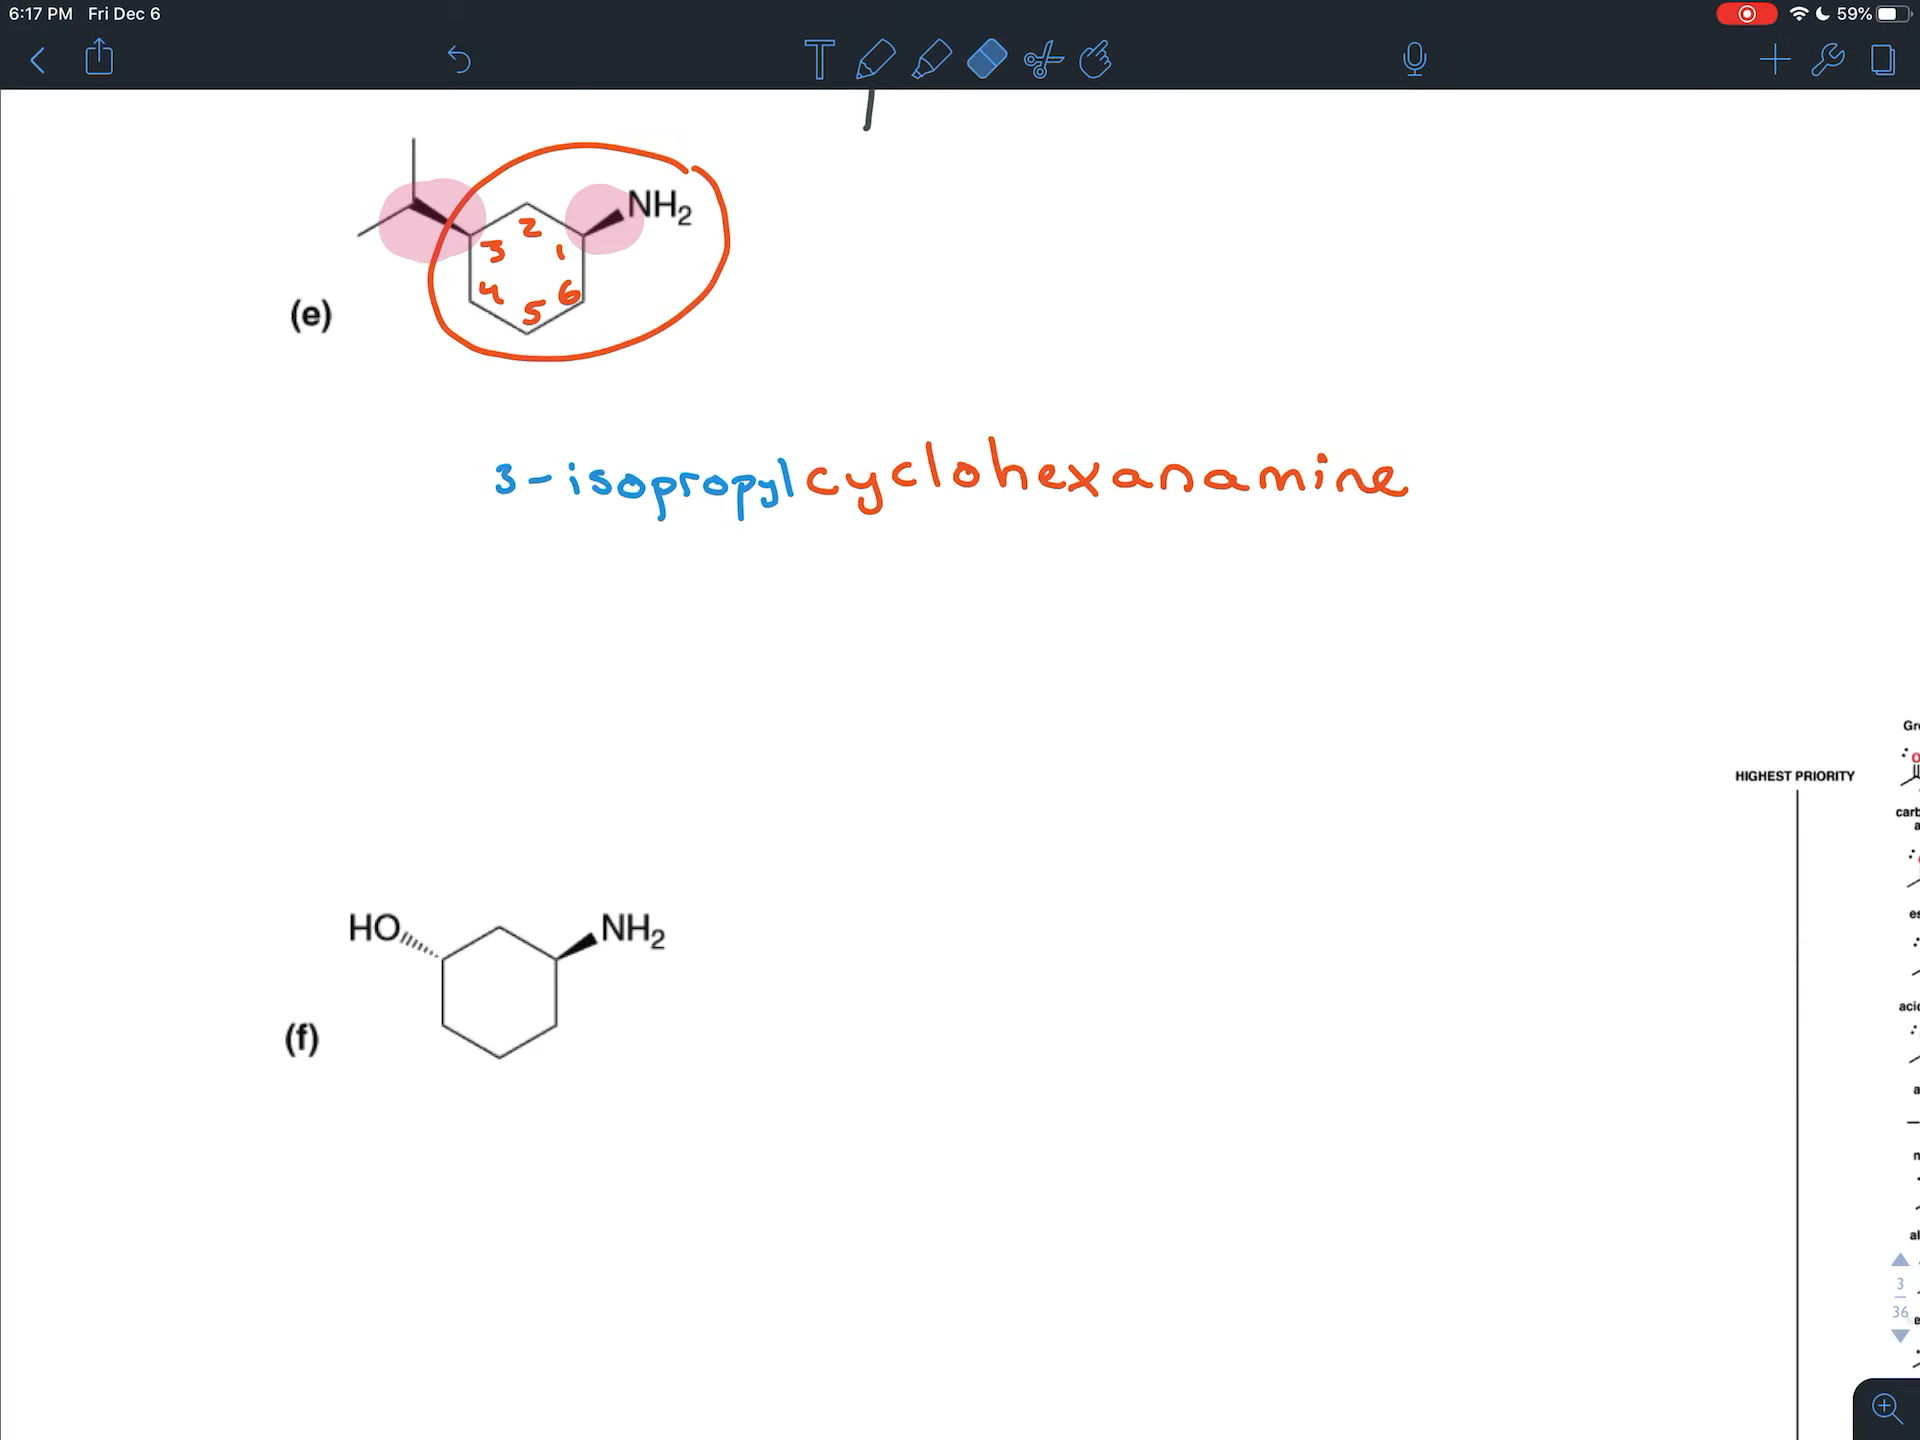 6:17 PM Fri Dec 6
59%
T
NH2
3 2 1
4 5 6
(e)
3-isopropylcyclohexanamine
HIGHEST PRIORITY
HO
NH2
(f)
3
36